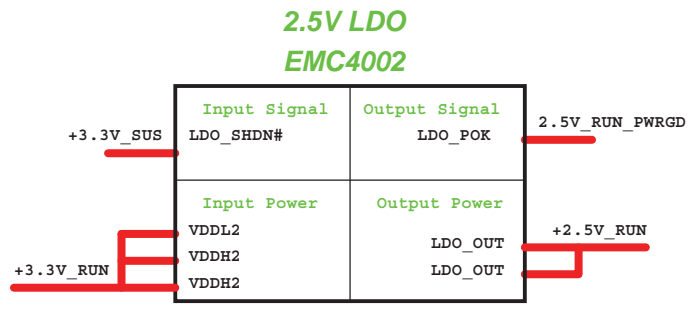 2.5V LDO
EMC4002
Input Signal
Output Signal
+3.3V_SUS
LDO_SHDN#
LDO_POK
2.5V_RUN_PWRGD
Input Power
Output Power
VDDL2
VDDH2
VDDH2
+3.3V_RUN
LDO_OUT
LDO_OUT
+2.5V_RUN